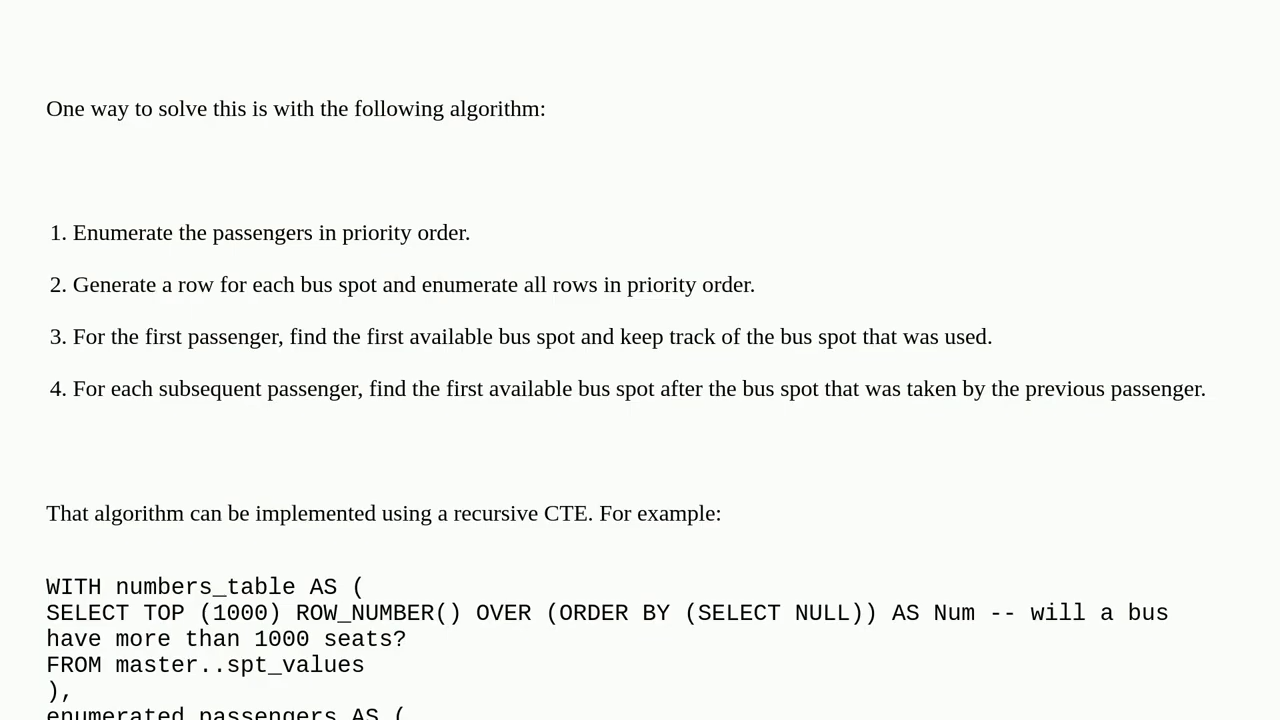 One way to solve this is with the following algorithm:
1. Enumerate the passengers in priority order.
2. Generate a row for each bus spot and enumerate all rows in priority order.
3. For the first passenger, find the first available bus spot and keep track of the bus spot that was used.
4. For each subsequent passenger, find the first available bus spot after the bus spot that was taken by the previous passenger.
That algorithm can be implemented using a recursive CTE. For example:
WITH numbers_table AS (
SELECT TOP (1000) ROW_NUMBER() OVER (ORDER BY (SELECT NULL)) AS Num -- will a bus
have more than 1000 seats?
FROM master..spt_values
),
enumerated_passengers AS (